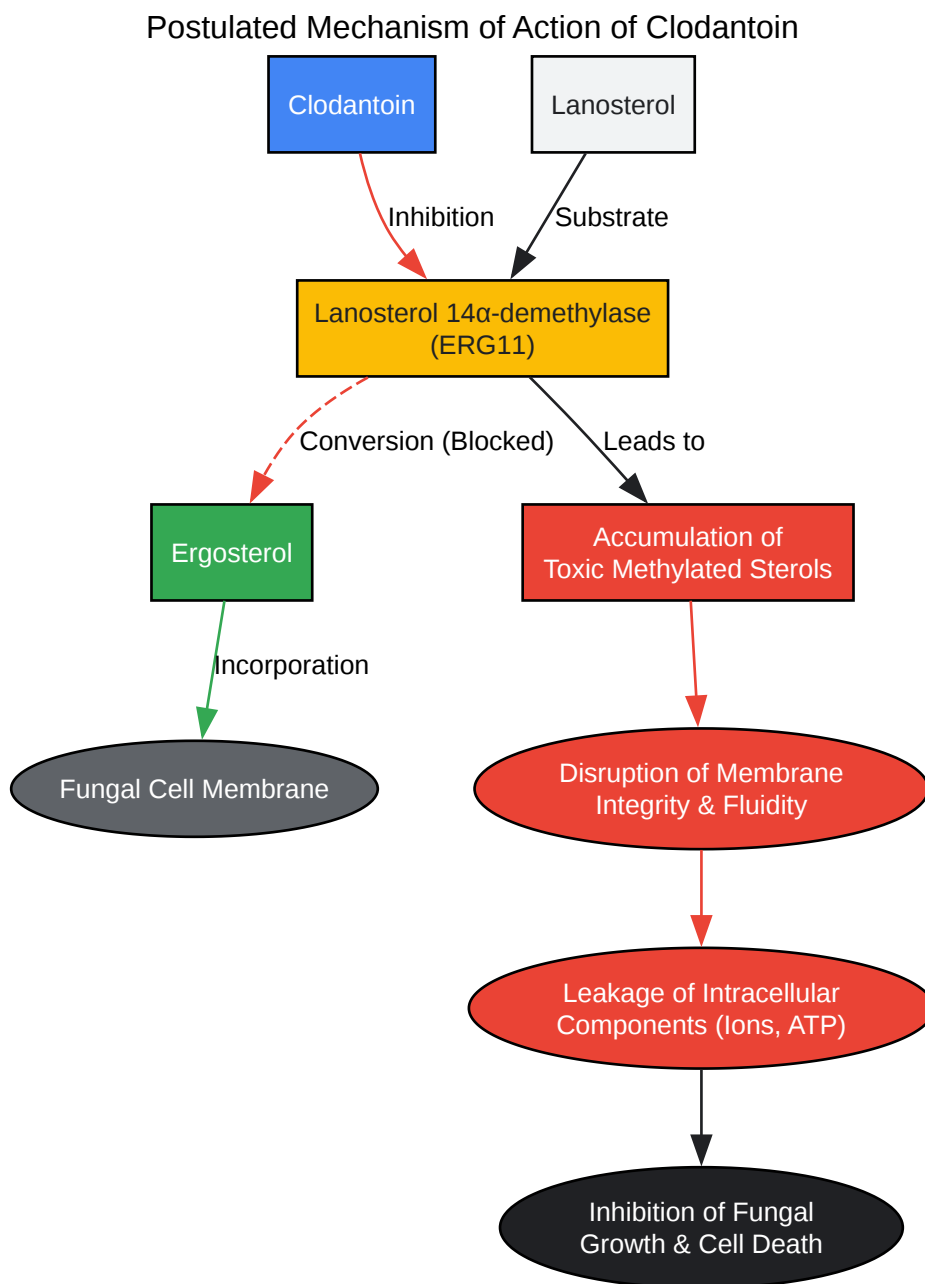 Postulated Mechanism of Action of Clodantoin
Clodantoin
Lanosterol
Inhibition
Substrate
Lanosterol 14α-demethylase
(ERG11)
Conversion (Blocked)
Leads to
Ergosterol
Accumulation of
Toxic Methylated Sterols
Incorporation
Fungal Cell Membrane
Disruption of Membrane
Integrity & Fluidity
Leakage of Intracellular
Components (Ions, ATP)
Inhibition of Fungal
Growth & Cell Death